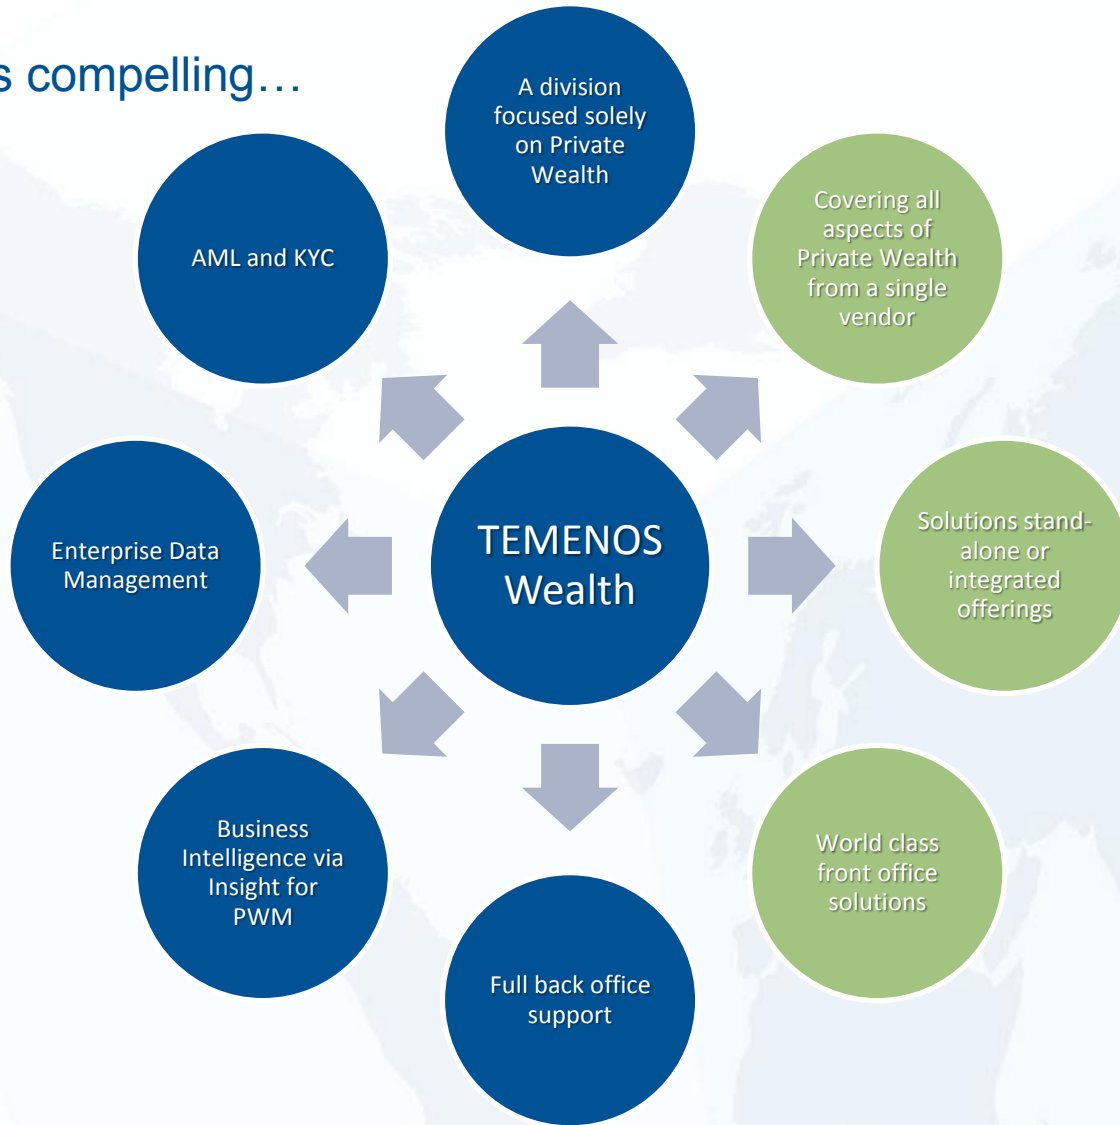 s compelling…
A division
focused solely
on Private
Wealth
Covering all
aspects of
Private Wealth
from a single
vendor
Solutions stand-
alone or
integrated
offerings
World class
front office
solutions
Full back office
support
Business
Intelligence via
Insight for
PWM
Enterprise Data
Management
AML and KYC
TEMENOS
Wealth